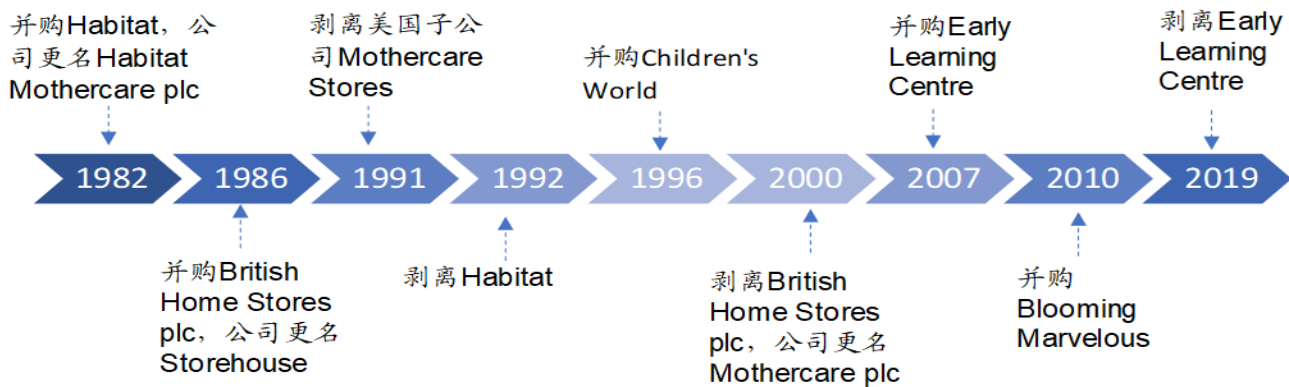 并购Habitat，公
司更名Habitat
Mothercare plc
剥离美国子公
司Mothercare
Stores
并购Children's
World
并购Early
Learning
Centre
剥离Early
Learning
Centre
1982
1986
1991
1992
1996
2000
2007
2010
2019
并购British
Home Stores
plc，公司更名
Storehouse
剥离Habitat
剥离British
Home Stores
plc，公司更名
Mothercare plc
并购
Blooming
Marvelous